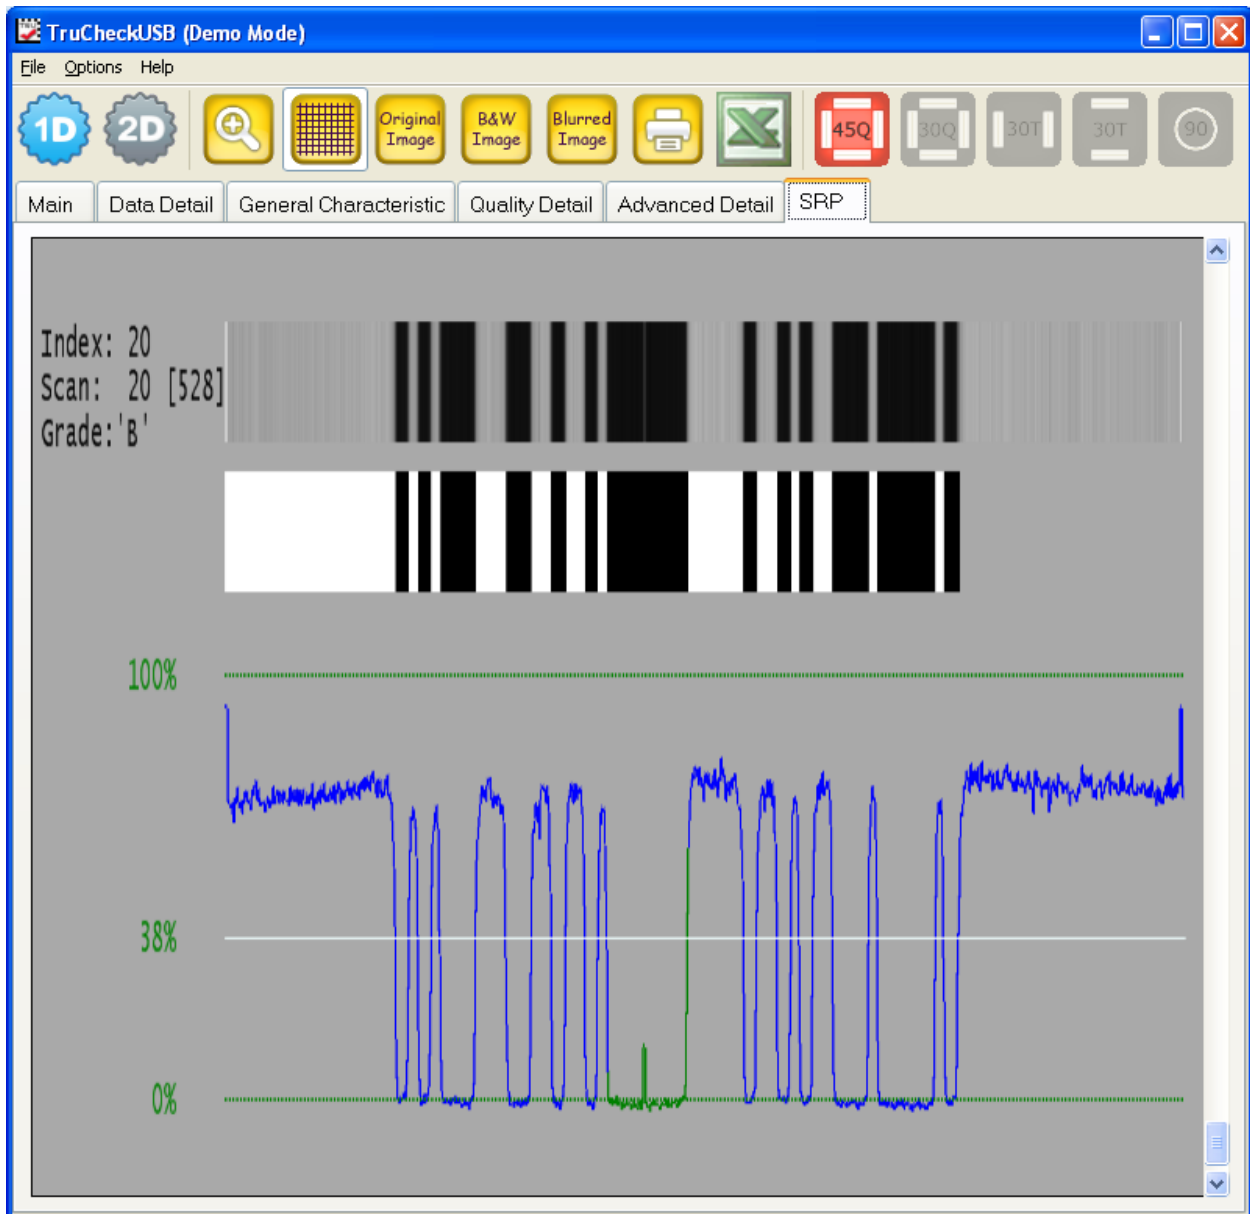 TruCheckUSB (Demo Mode)
File Options Help
1D 2D Original Image B&W Image Blurred Image 45Q 30Q 30T 30T 90
Main Data Detail General Characteristic Quality Detail Advanced Detail SRP
Index: 20
Scan: 20 [528]
Grade:'B'
100%
38%
0%